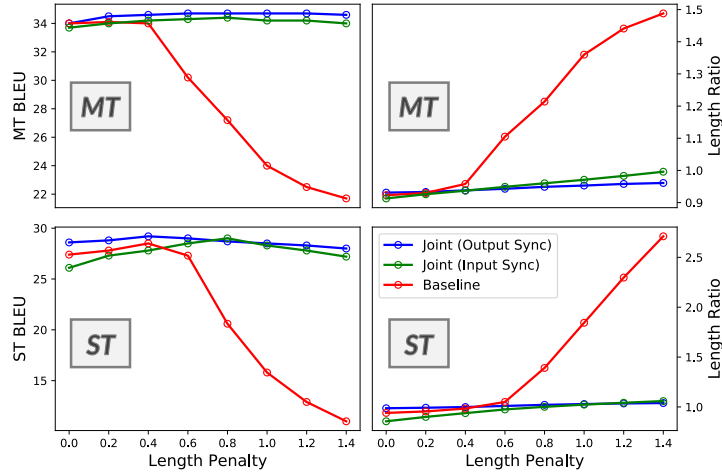 34
32
30
28
26
24
22
MT BLEU
MT
MT
1.5
1.4
1.3
1.2
1.1
1.0
0.9
Length Ratio
30
25
20
15
ST BLEU
ST
Joint (Output Sync)
Joint (Input Sync)
Baseline
ST
2.5
2.0
1.5
1.0
Length Ratio
0.0 0.2 0.4 0.6 0.8 1.0 1.2 1.4
Length Penalty
0.0 0.2 0.4 0.6 0.8 1.0 1.2 1.4
Length Penalty